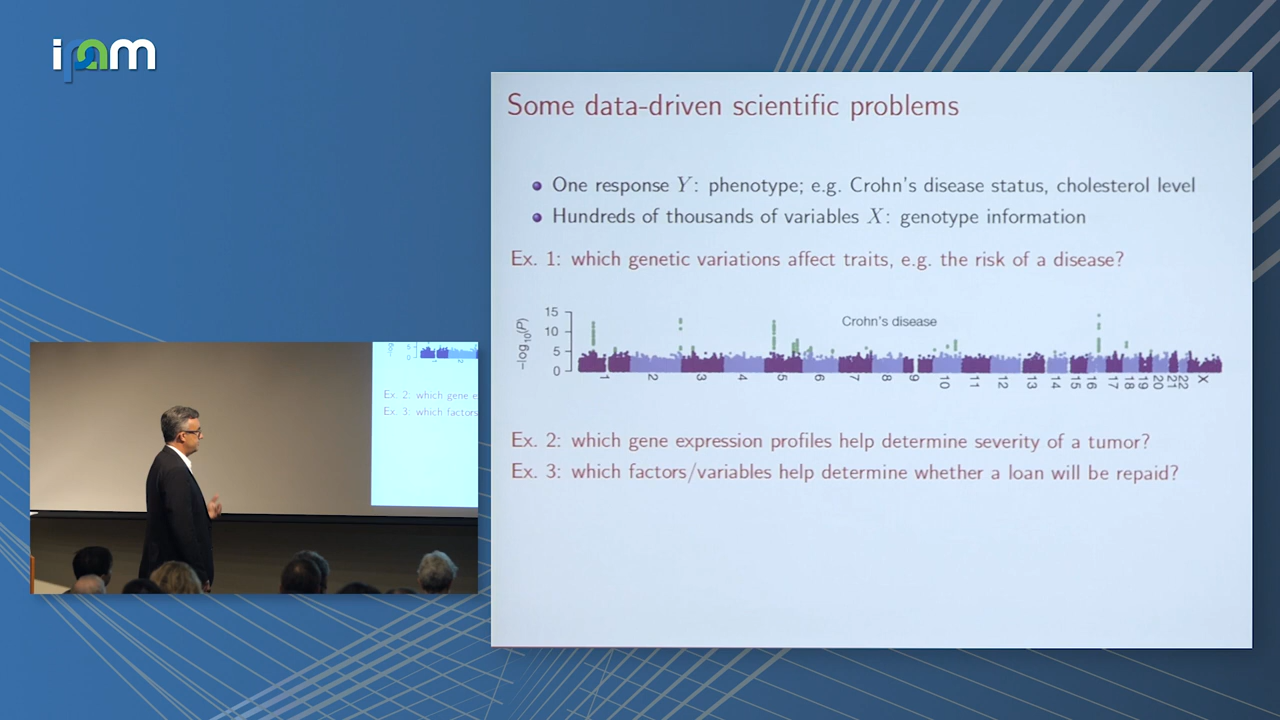 ipam
Some data-driven scientific problems
One response Y: phenotype; e.g. Crohn's disease status, cholesterol level
Hundreds of thousands of variables X: genotype information
Ex. 1: which genetic variations affect traits, e.g. the risk of a disease?
Crohn's disease
−log10(P)
15
10
5
0
1 2 3 4 5 6 7 8 9 10 11 12 13 14 15 16 17 18 19 20 21 22 X
Ex. 2: which gene expression profiles help determine severity of a tumor?
Ex. 3: which factors/variables help determine whether a loan will be repaid?
Ex. 2: which gene e
Ex. 3: which factors